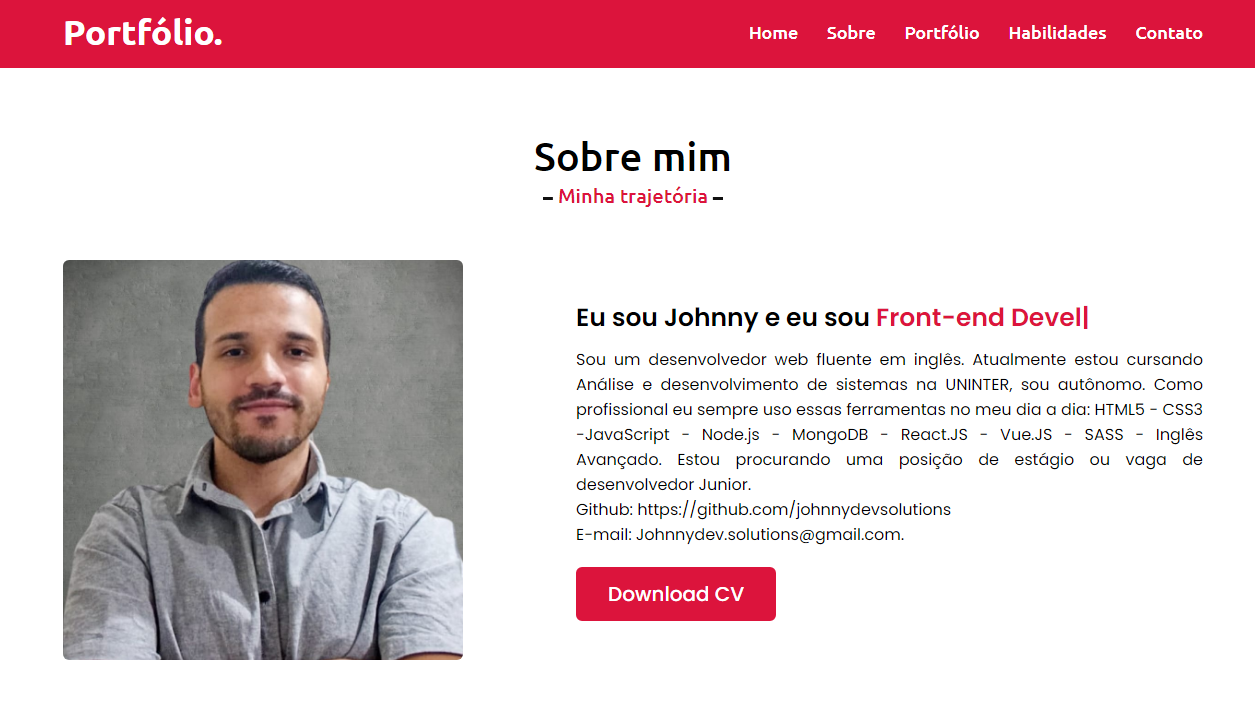 Portfólio.
Home Sobre Portfólio Habilidades Contato
Sobre mim
– Minha trajetória –
Eu sou Johnny e eu sou Front-end Devel|
Sou um desenvolvedor web fluente em inglês. Atualmente estou cursando
Análise e desenvolvimento de sistemas na UNINTER, sou autônomo. Como
profissional eu sempre uso essas ferramentas no meu dia a dia: HTML5 - CSS3
-JavaScript - Node.js - MongoDB - React.JS - Vue.JS - SASS - Inglês
Avançado. Estou procurando uma posição de estágio ou vaga de
desenvolvedor Junior.
Github: https://github.com/johnnydevsolutions
E-mail: Johnnydev.solutions@gmail.com.
Download CV